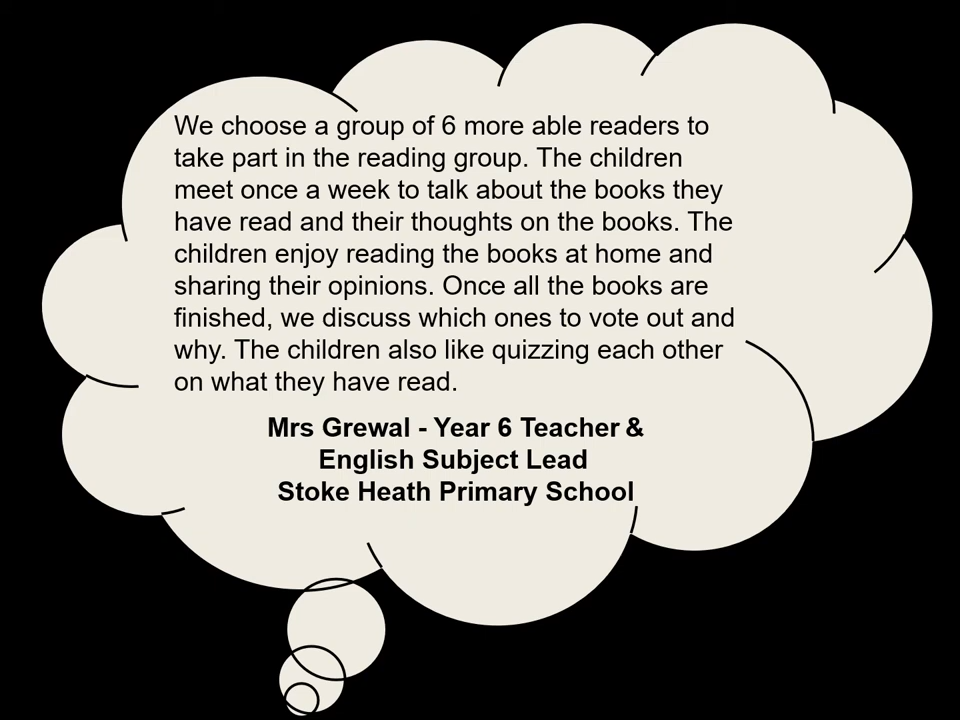 We choose a group of 6 more able readers to
take part in the reading group. The children
meet once a week to talk about the books they
have read and their thoughts on the books. The
children enjoy reading the books at home and
sharing their opinions. Once all the books are
finished, we discuss which ones to vote out and
why. The children also like quizzing each other
on what they have read.
Mrs Grewal - Year 6 Teacher &
English Subject Lead
Stoke Heath Primary School